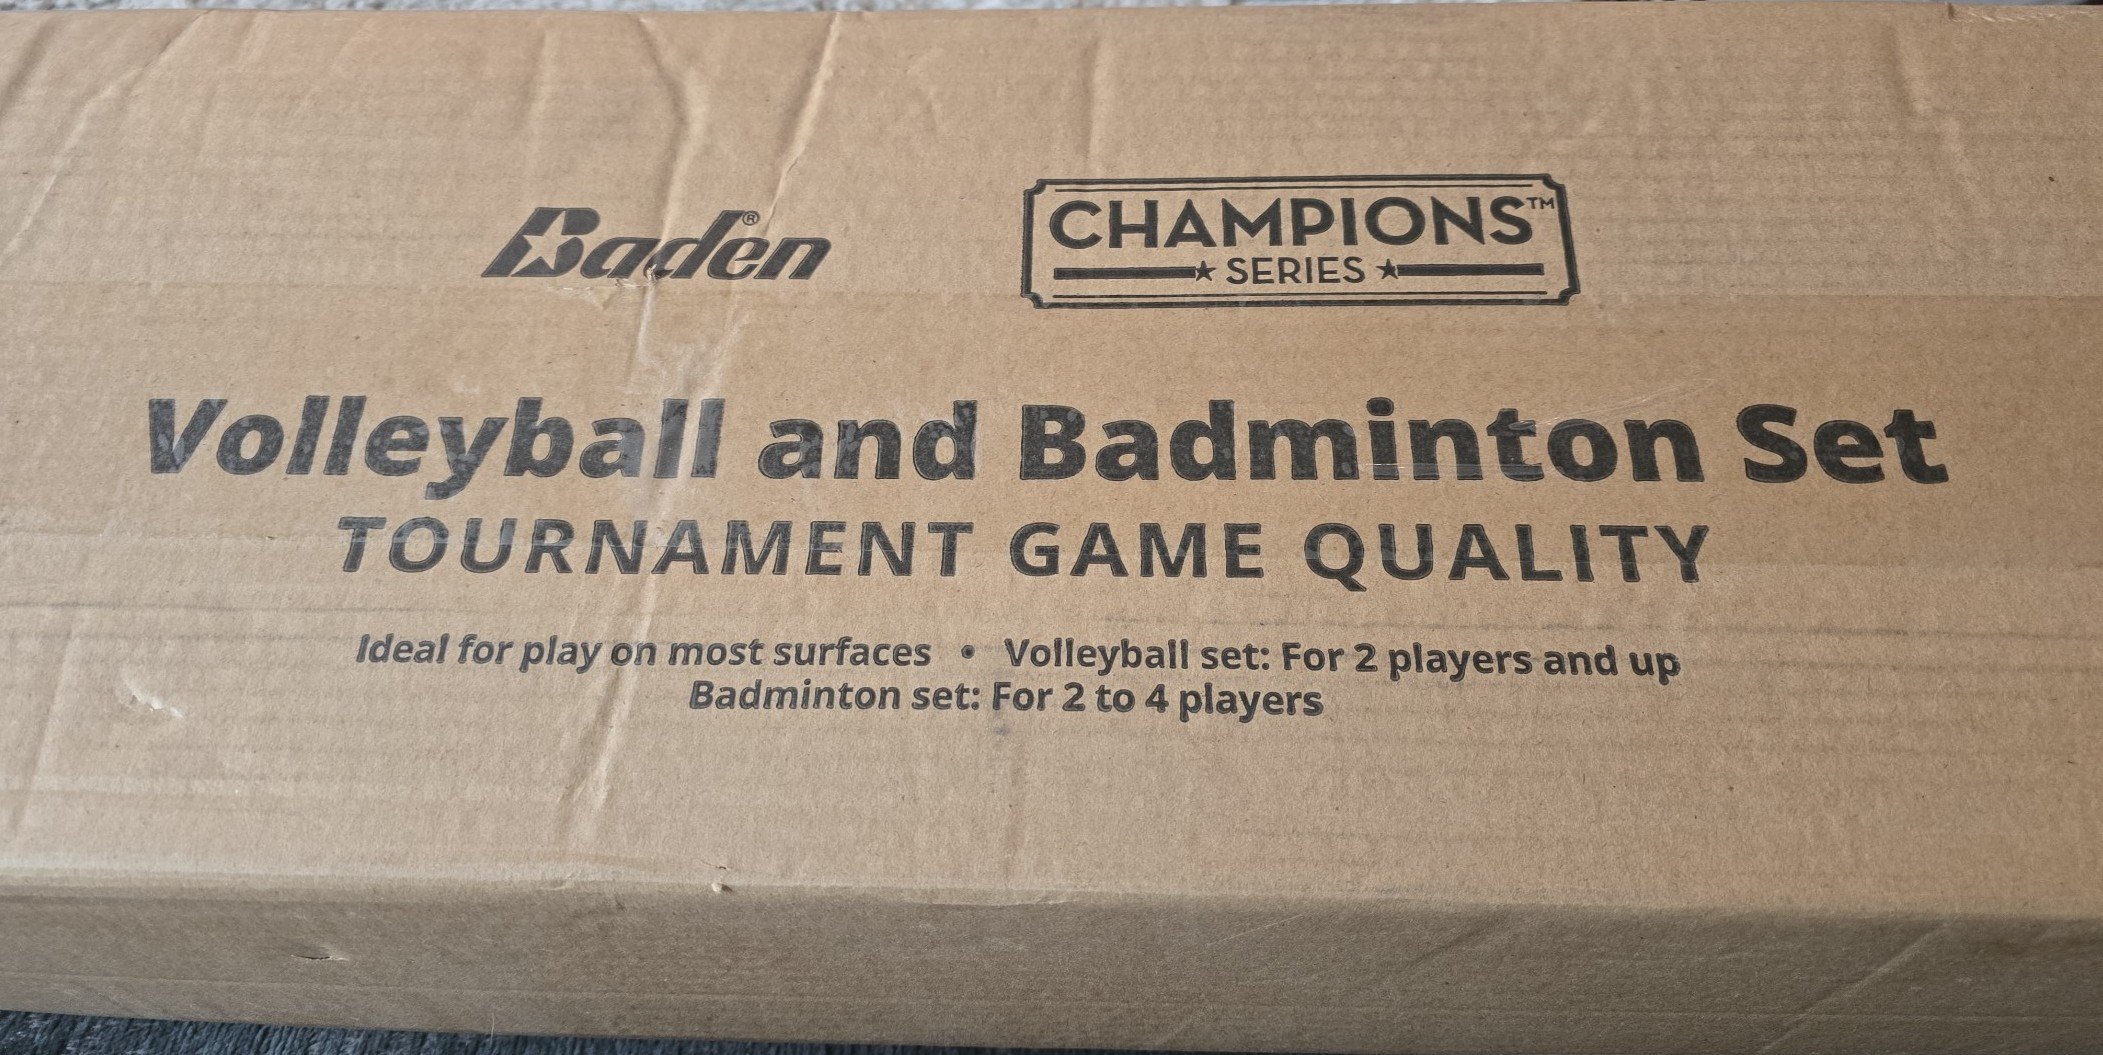 Baden®
CHAMPIONS™
★ SERIES ★
Volleyball and Badminton Set
TOURNAMENT GAME QUALITY
Ideal for play on most surfaces • Volleyball set: For 2 players and up
Badminton set: For 2 to 4 players